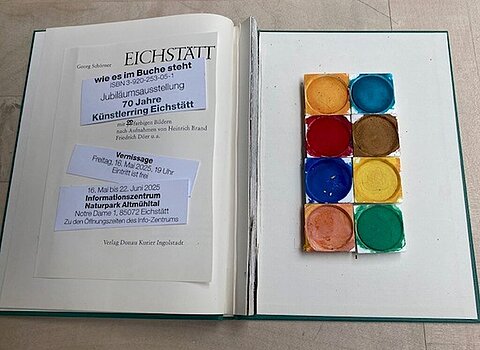 Georg Schörner EICHSTÄTT
wie es im Buche steht
ISBN 3-920-253-05-1
Jubiläumsausstellung
70 Jahre
Künstlerring Eichstätt
mit 20 farbigen Bildern
nach Aufnahmen von Heinrich Brand
Friedrich Döer u.a.
Vernissage
Freitag, 16. Mai 2025, 19 Uhr
Eintritt ist frei
16. Mai bis 22. Juni 2025
Informationszentrum
Naturpark Altmühltal
Notre Dame 1, 85072 Eichstätt
Zu den Öffnungszeiten des Info-Zentrums
Verlag Donau Kurier Ingolstadt